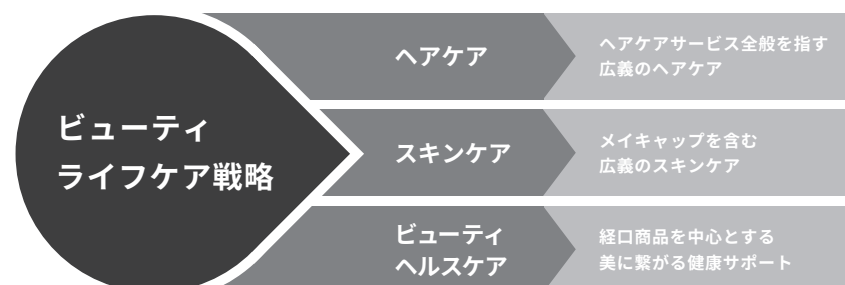 ビューティ
ライフケア戦略
ヘアケア
ヘアケアサービス全般を指す
広義のヘアケア
スキンケア
メイキャップを含む
広義のスキンケア
ビューティ
ヘルスケア
経口商品を中心とする
美に繋がる健康サポート